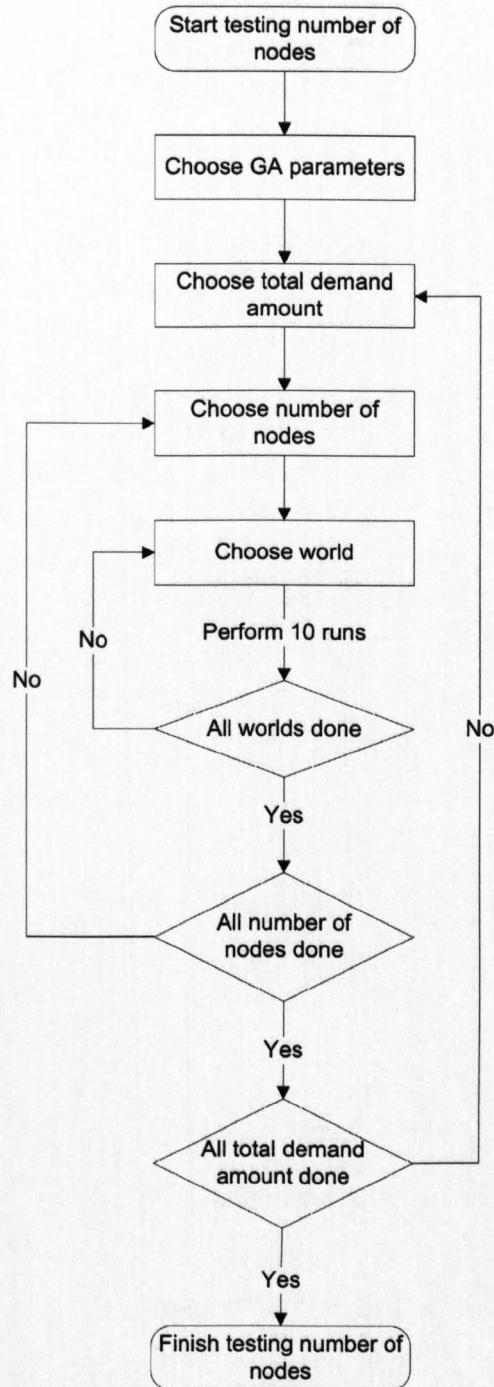 Start testing number of
nodes
Choose GA parameters
Choose total demand
amount
Choose number of
nodes
Choose world
Perform 10 runs
No
No
All worlds done
No
Yes
All number of
nodes done
Yes
All total demand
amount done
Yes
Finish testing number of
nodes